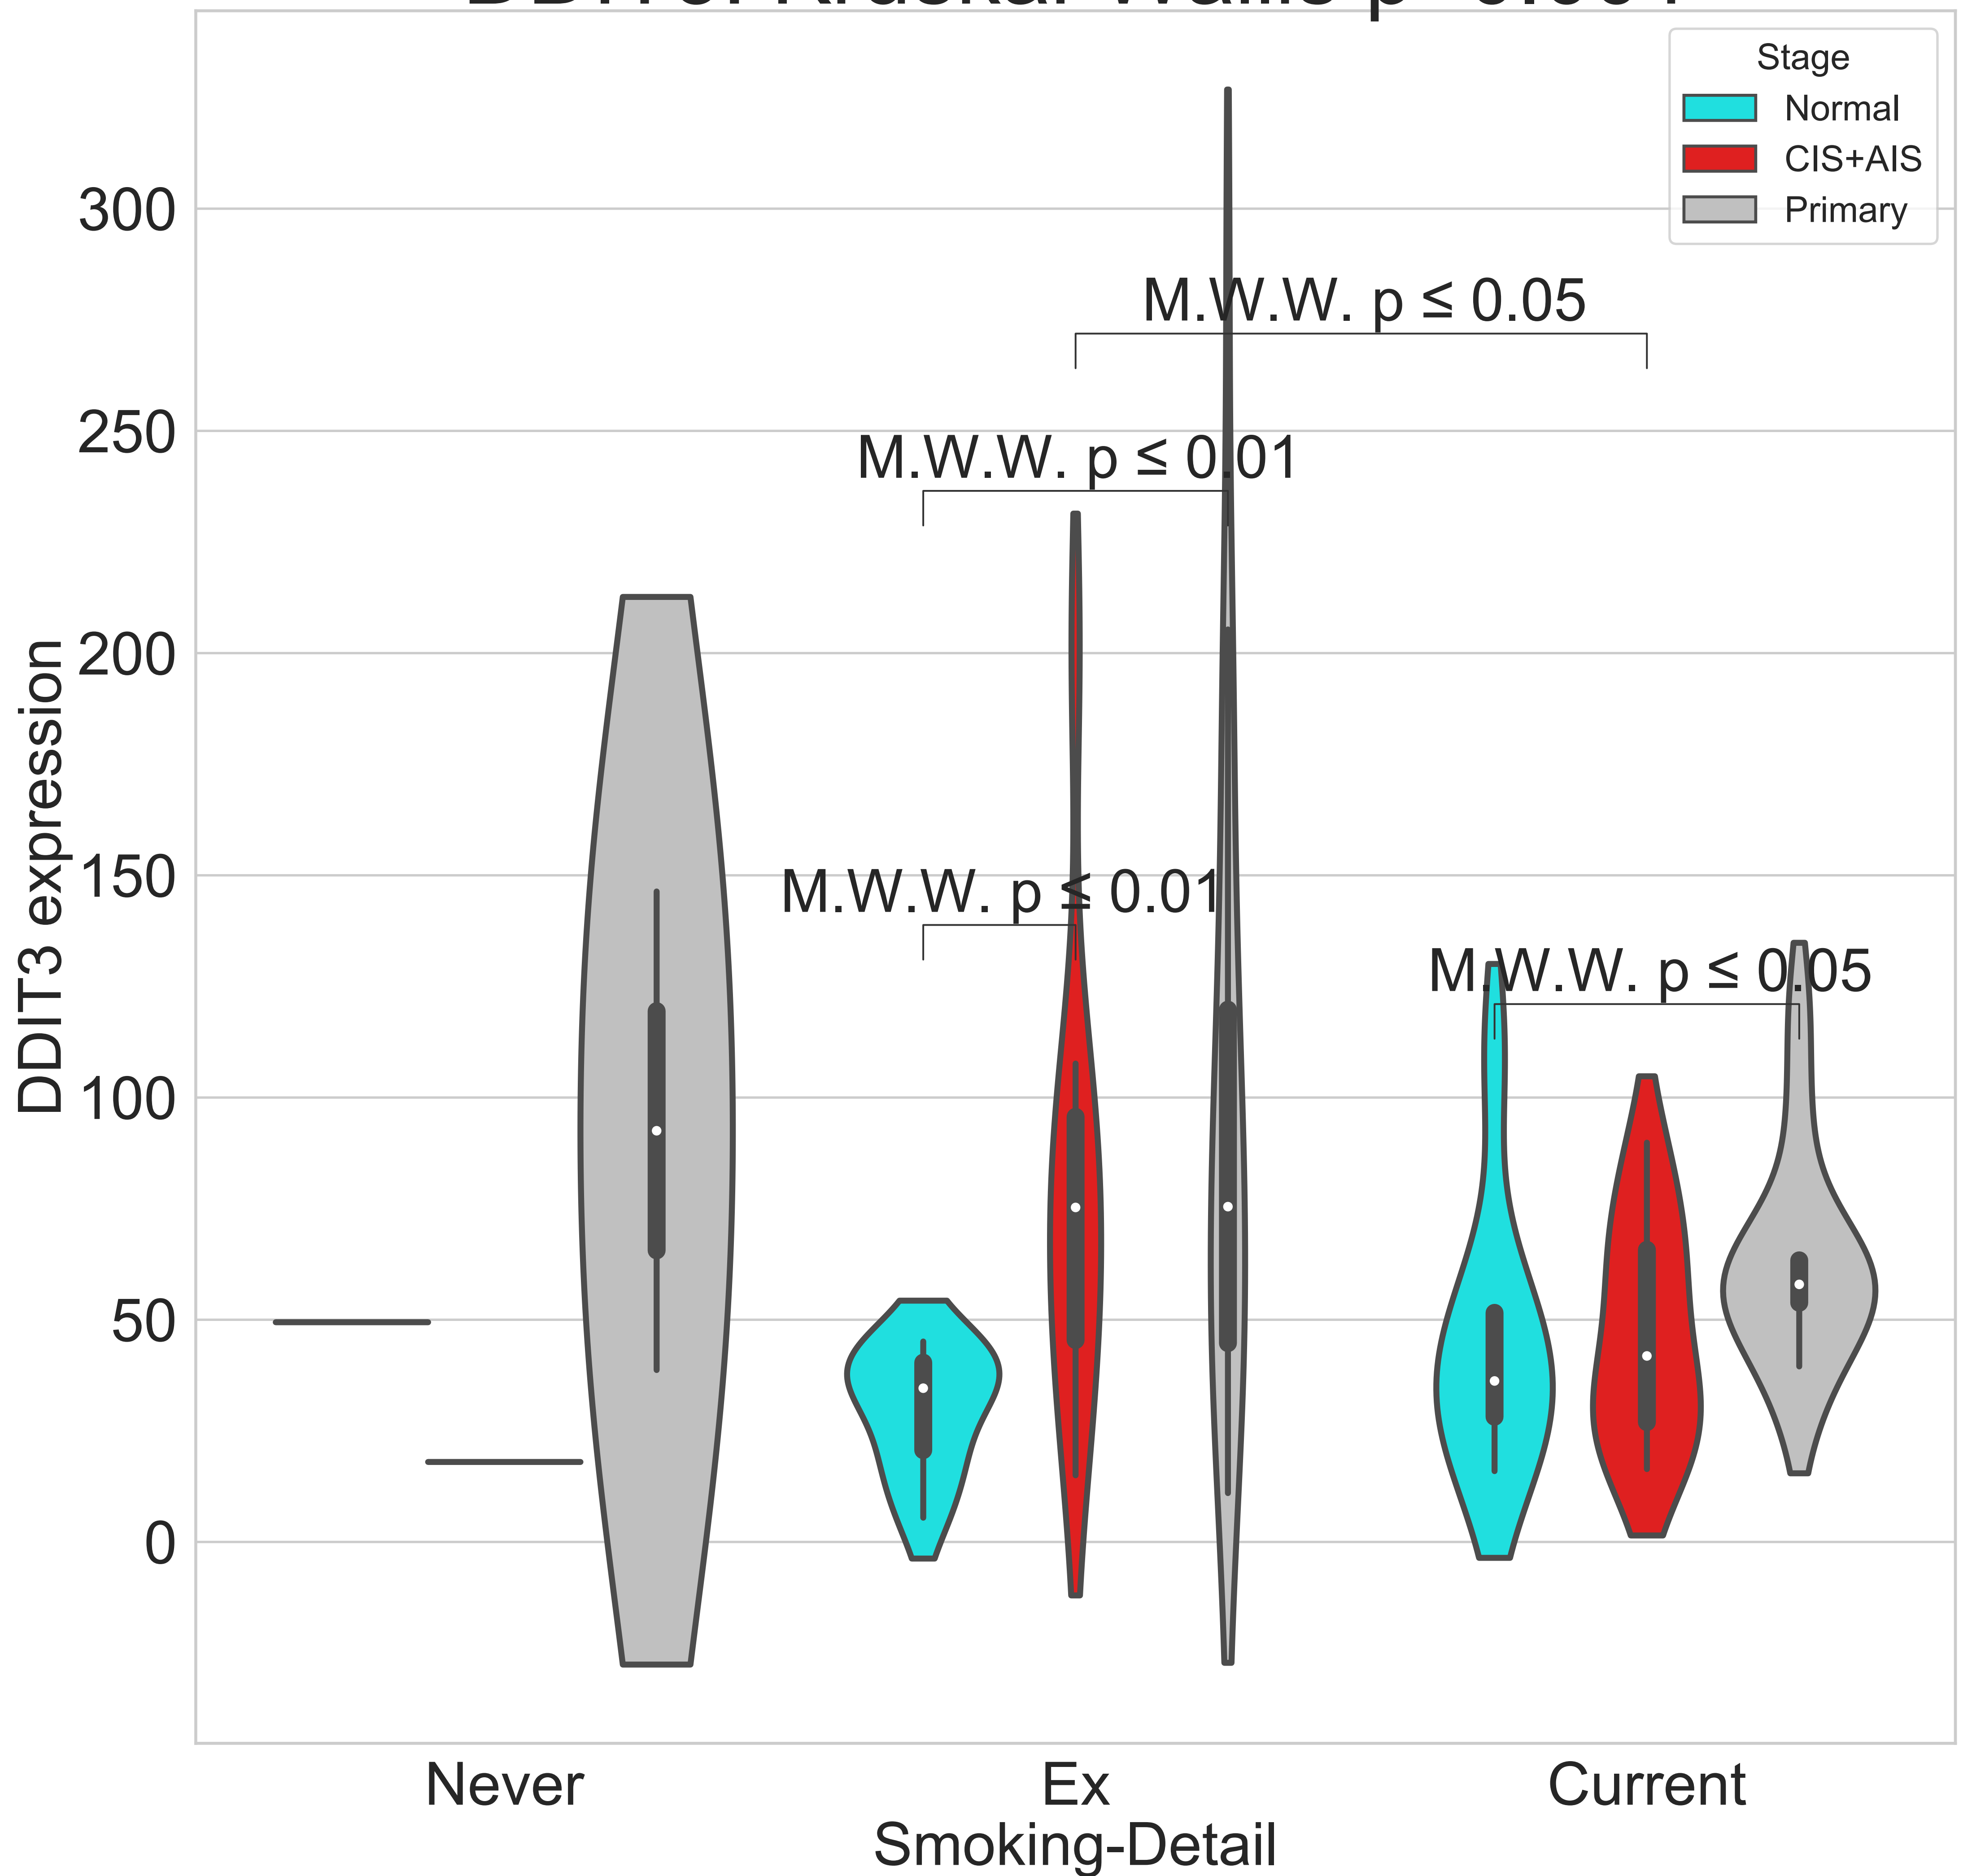 Stage
Normal
CIS+AIS
Primary
300
M.W.W. p ≤ 0.05
250
M.W.W. p ≤ 0.01
200
150
M.W.W. p ≤ 0.01
M.W.W. p ≤ 0.05
100
50
0
DDIT3 expression
Never
Ex
Current
Smoking-Detail